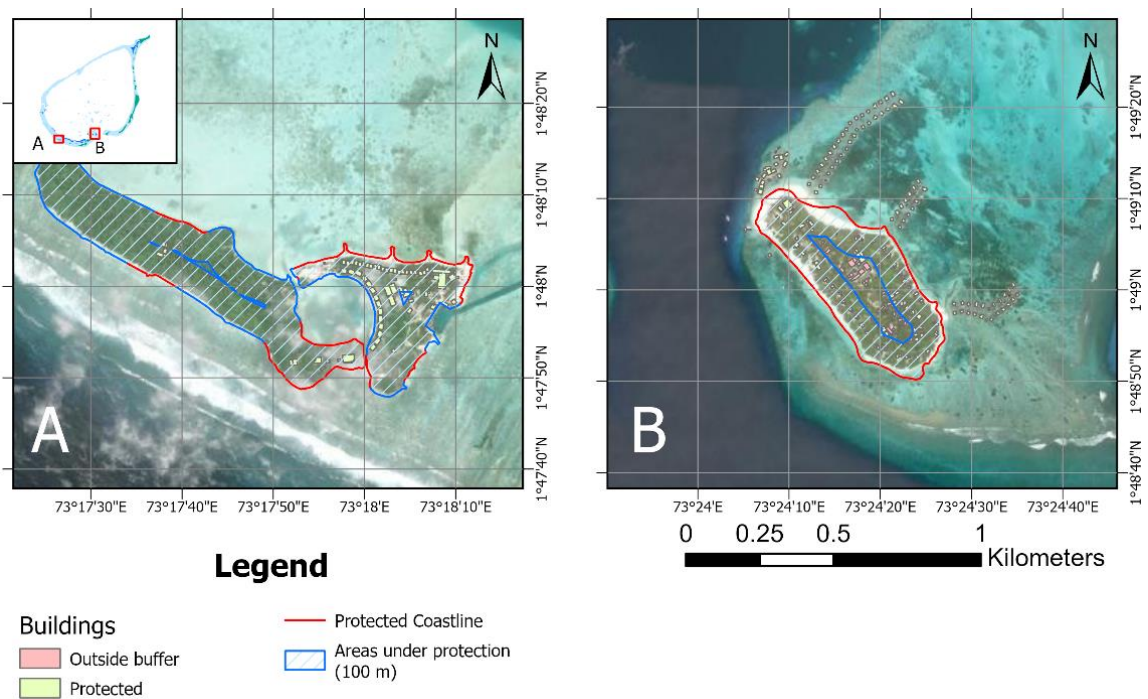 A
B
N
1°48'20"N
1°48'10"N
1°48'N
1°47'50"N
1°47'40"N
A
73°17'30"E 73°17'40"E 73°17'50"E 73°18'E 73°18'10"E
N
1°49'20"N
1°49'10"N
1°49'N
1°48'50"N
1°48'40"N
B
73°24'E 73°24'10"E 73°24'20"E 73°24'30"E 73°24'40"E
0 0.25 0.5 1
Kilometers
Legend
Buildings
Outside buffer
Protected
Protected Coastline
Areas under protection
(100 m)